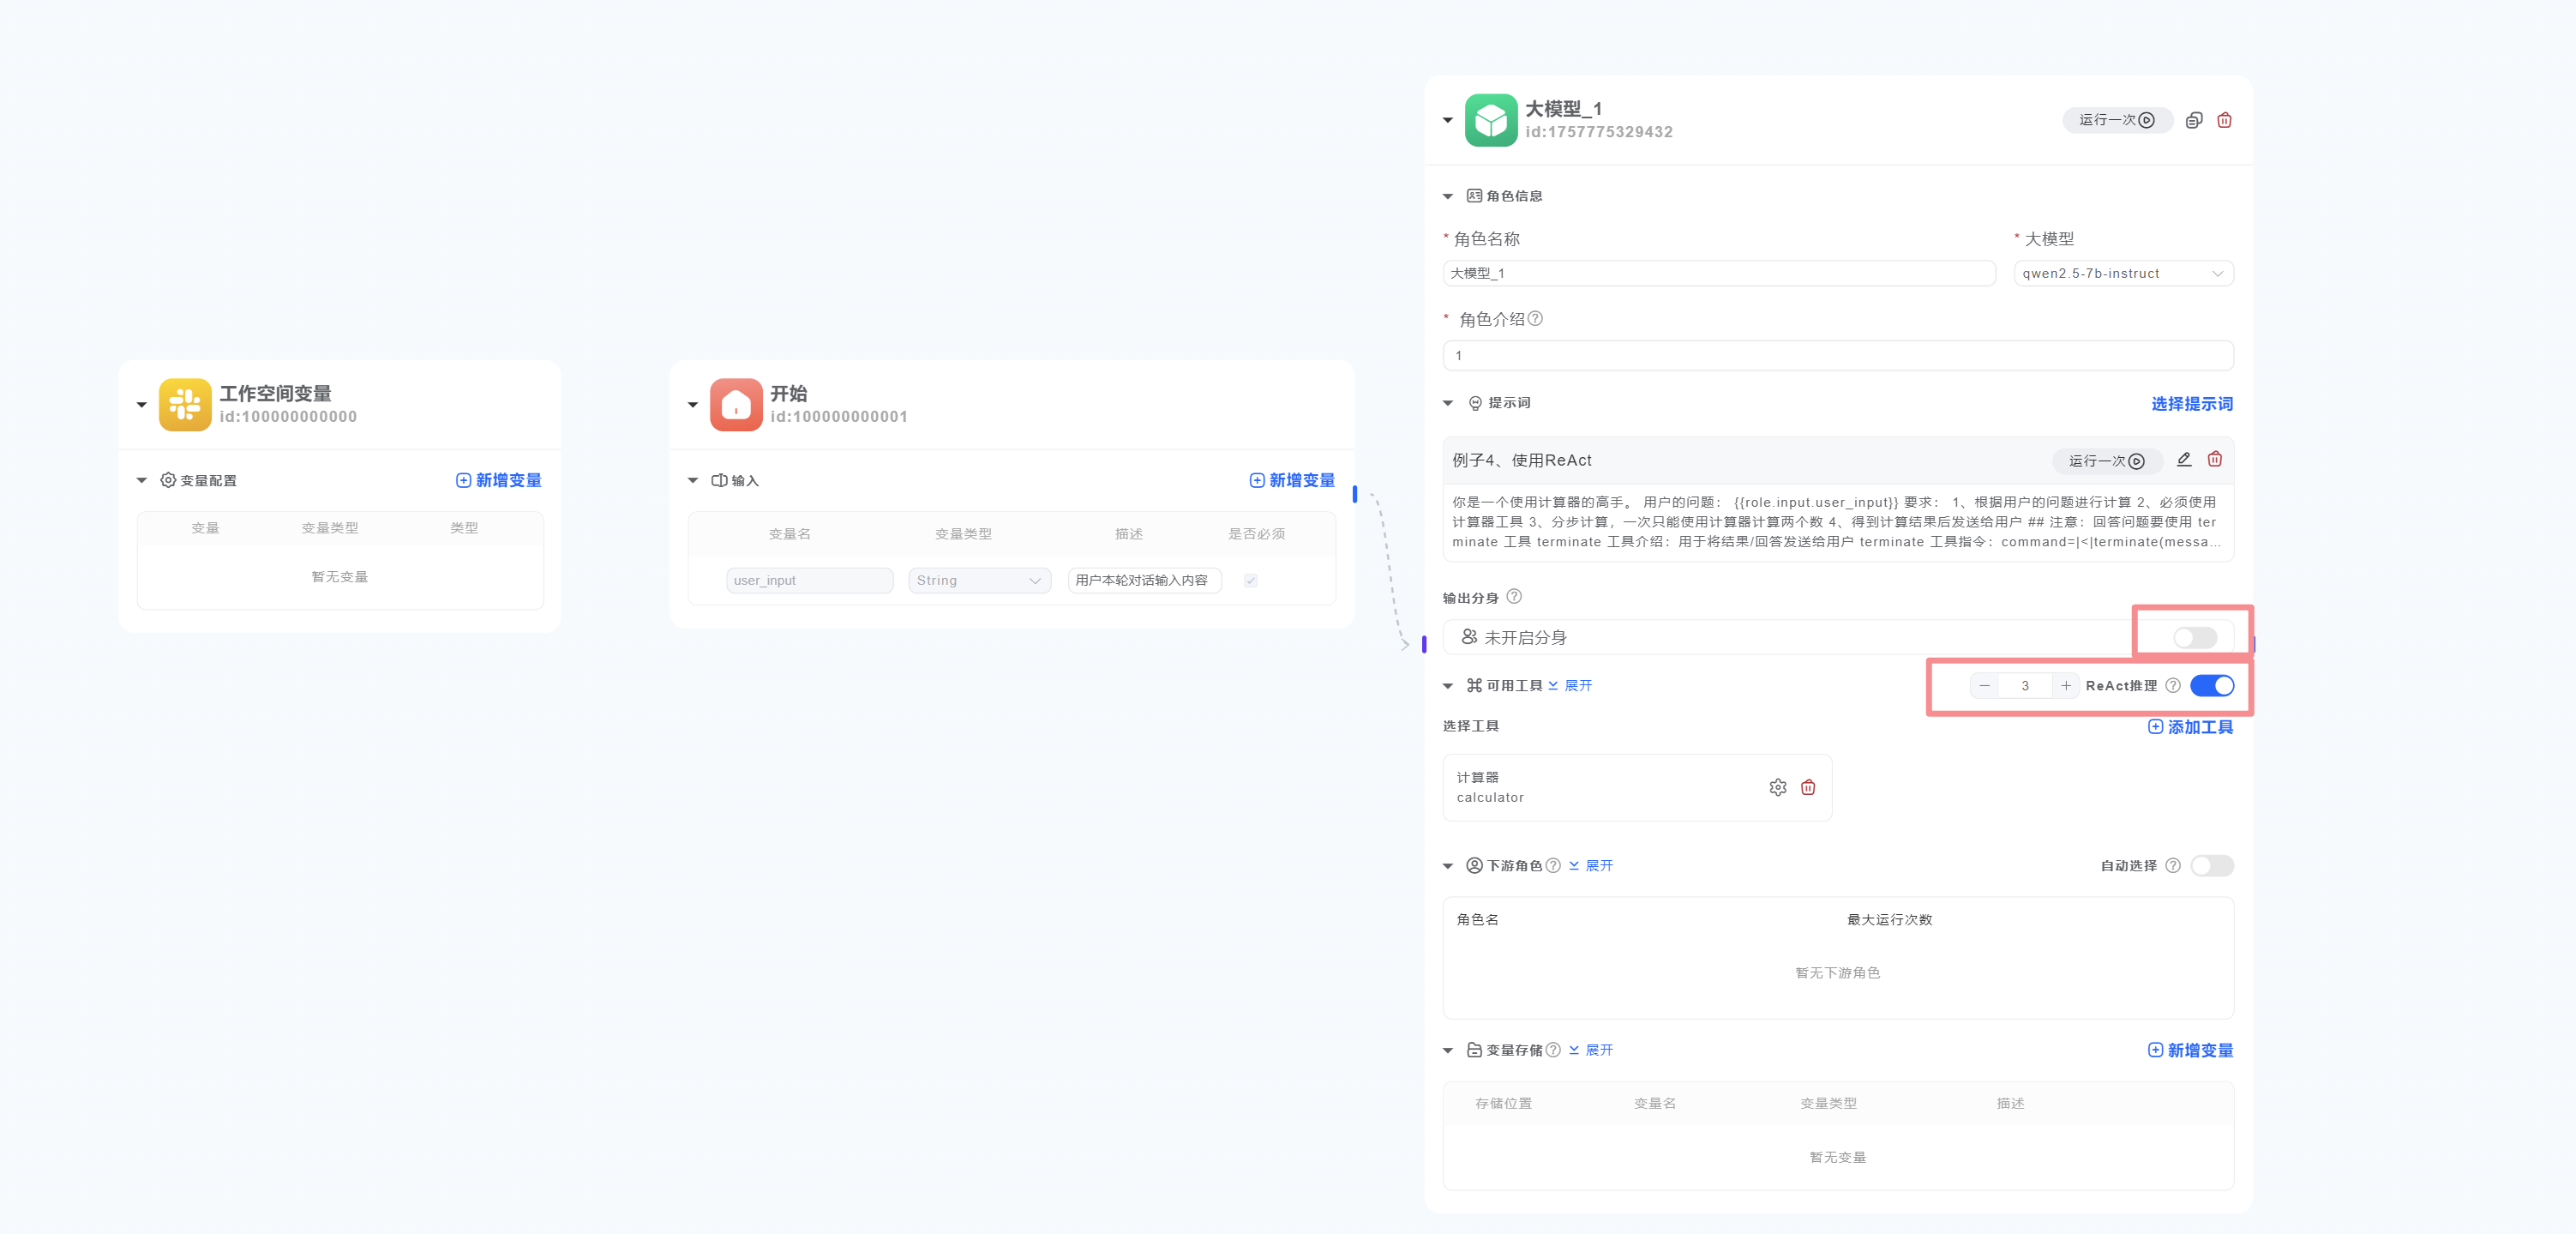 工作空间变量
id:100000000000
变量配置
新增变量
变量 变量类型 类型
暂无变量
开始
id:100000000001
输入
新增变量
变量名 变量类型 描述 是否必须
user_input String 用户本轮对话输入内容
大模型_1
id:1757775329432
运行一次
角色信息
* 角色名称
* 大模型
大模型_1
qwen2.5-7b-instruct
* 角色介绍
1
提示词
选择提示词
例子4、使用ReAct
运行一次
你是一个使用计算器的高手。 用户的问题： {{role.input.user_input}} 要求： 1、根据用户的问题进行计算 2、必须使用
计算器工具 3、分步计算，一次只能使用计算器计算两个数 4、得到计算结果后发送给用户 ## 注意：回答问题要使用 ter
minate 工具 terminate 工具介绍：用于将结果/回答发送给用户 terminate 工具指令：command=|<|terminate(messa...
输出分身
未开启分身
可用工具 展开
3
ReAct推理
选择工具
添加工具
计算器
calculator
下游角色 展开
自动选择
角色名 最大运行次数
暂无下游角色
变量存储 展开
新增变量
存储位置 变量名 变量类型 描述
暂无变量